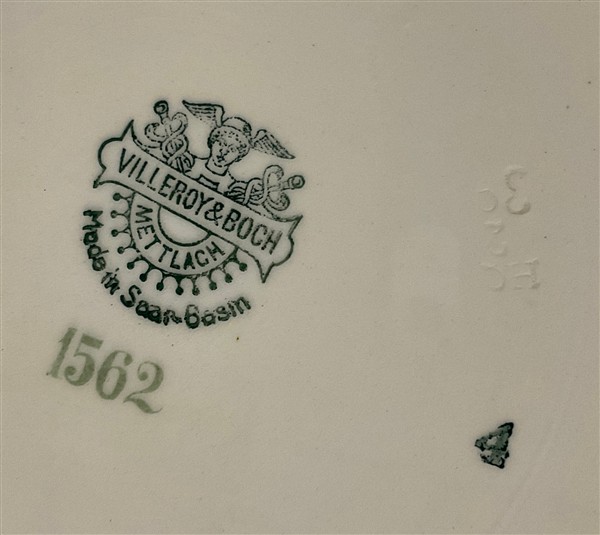 VILLEROY & BOCH
METTLACH
Made in Saar-Basin
1562
4